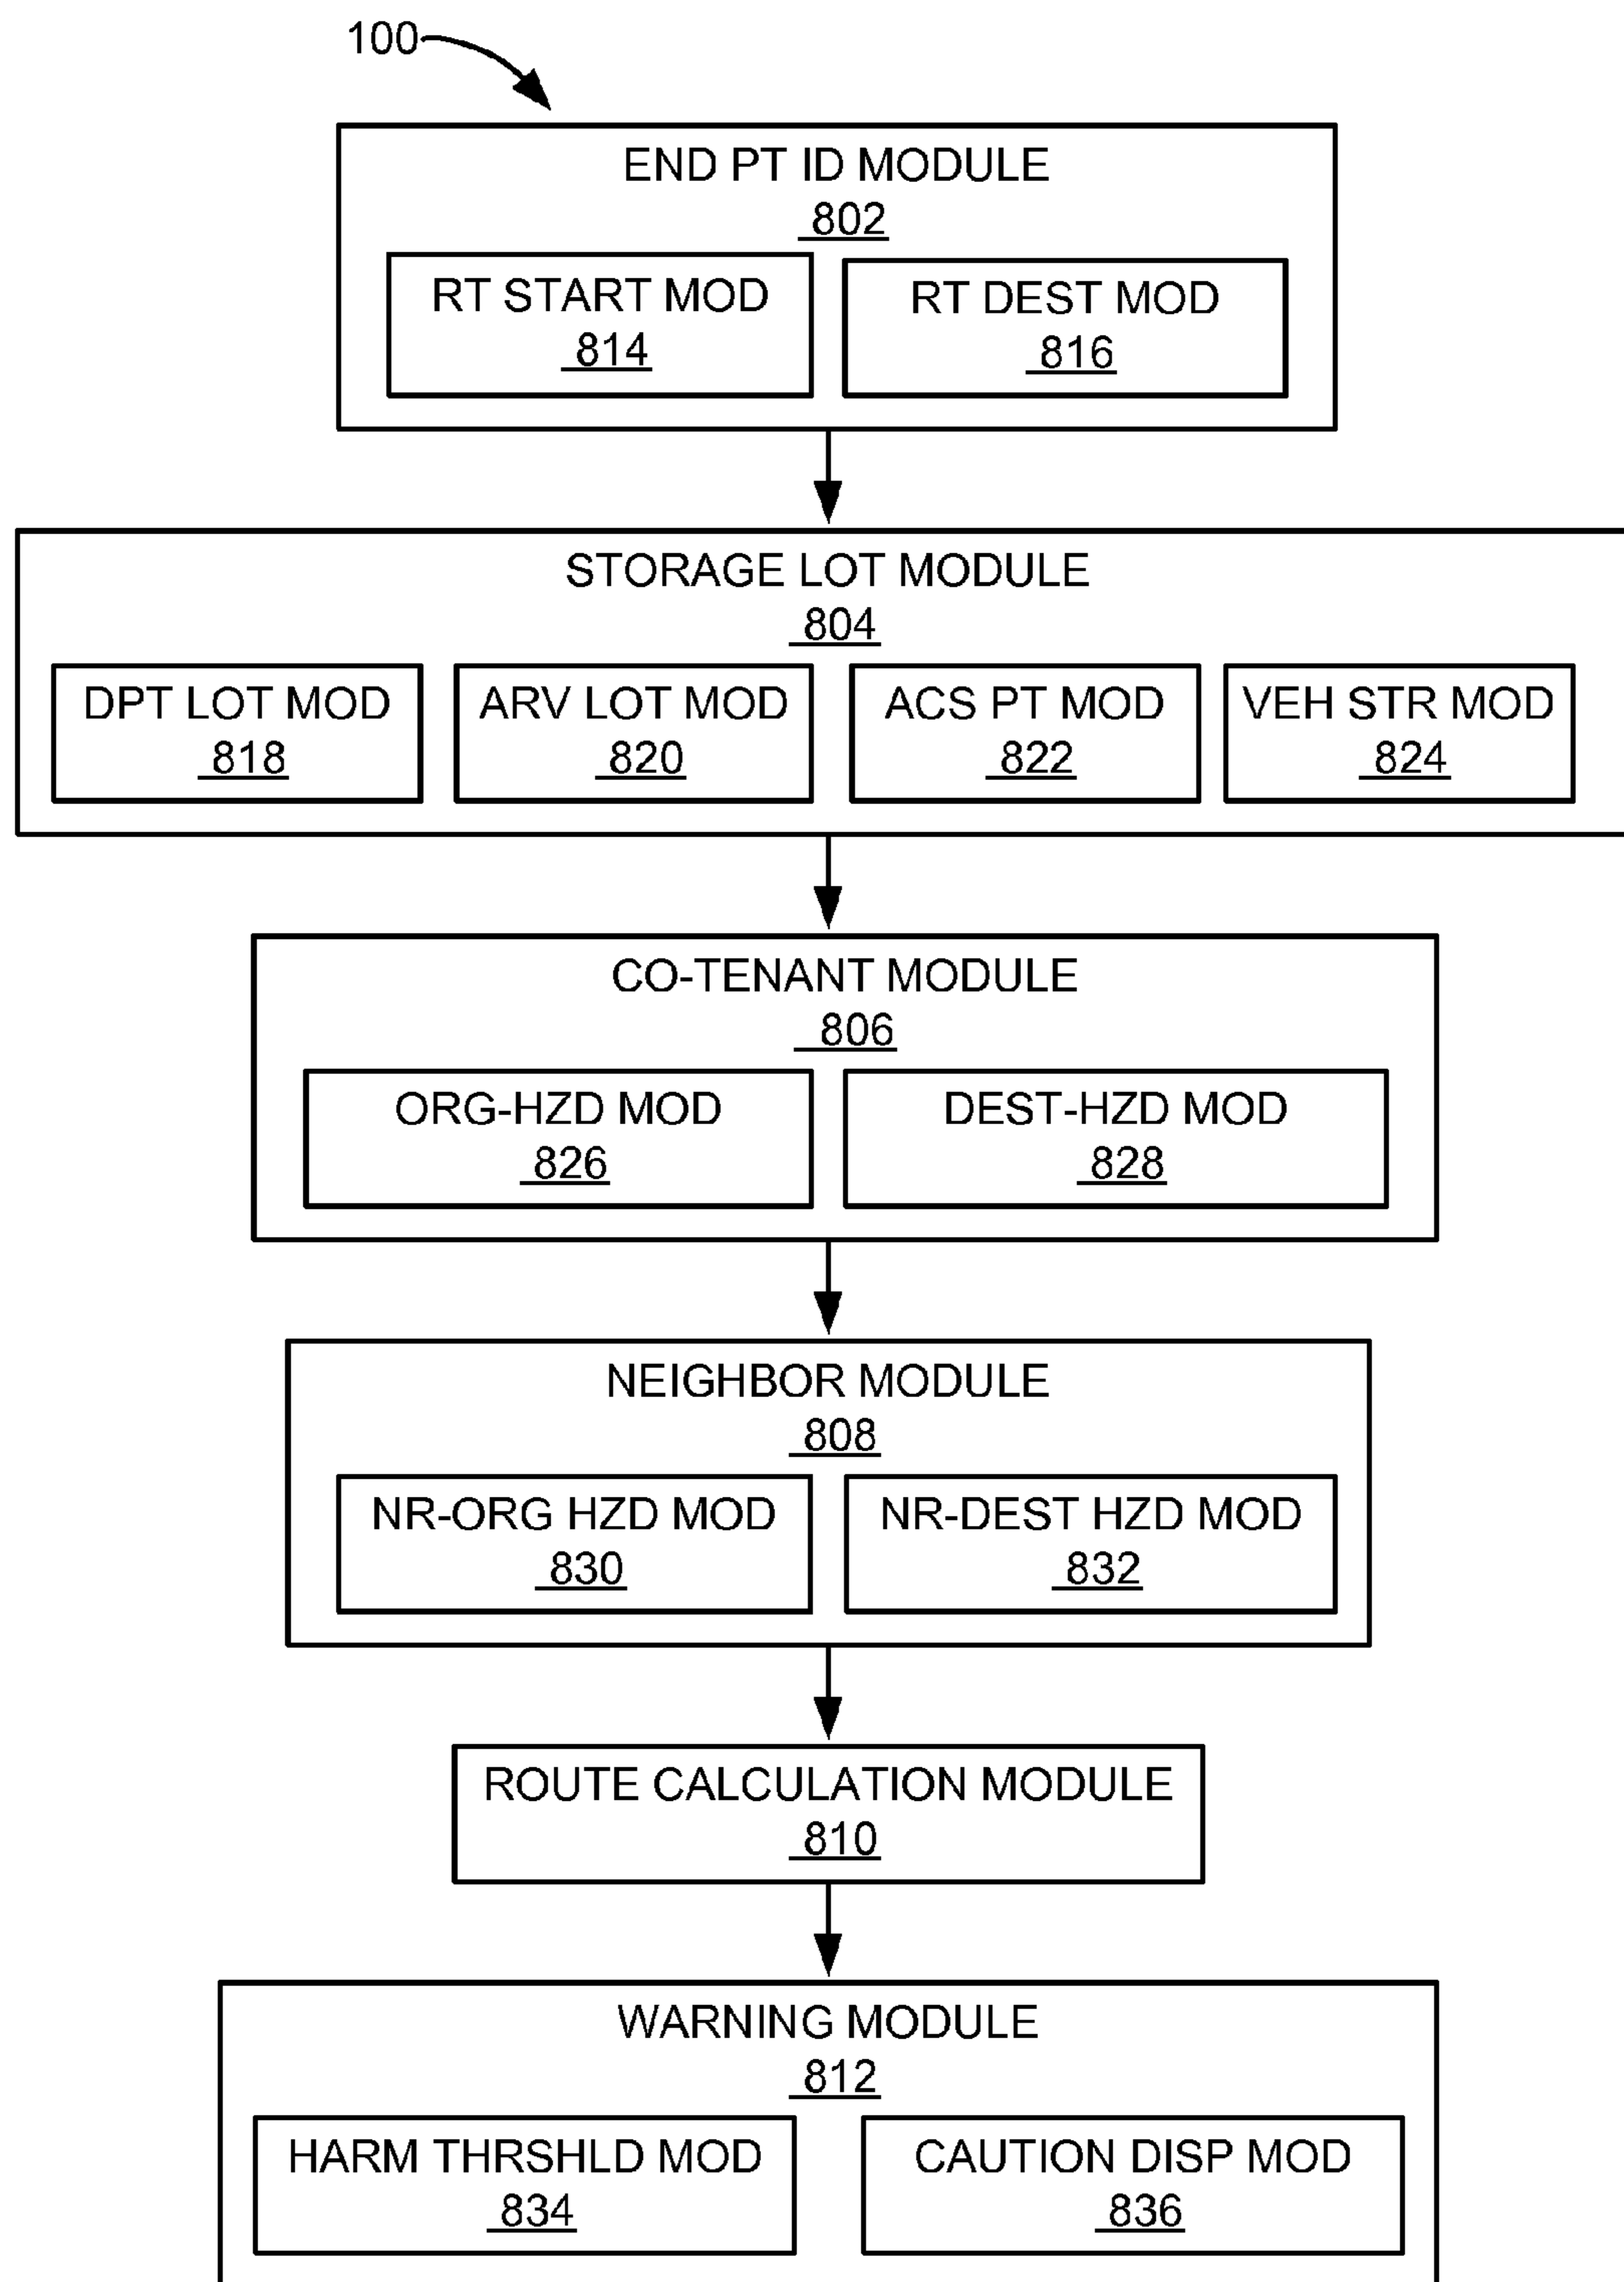 100
END PT ID MODULE
802
RT START MOD
814
RT DEST MOD
816
STORAGE LOT MODULE
804
DPT LOT MOD
818
ARV LOT MOD
820
ACS PT MOD
822
VEH STR MOD
824
CO-TENANT MODULE
806
ORG-HZD MOD
826
DEST-HZD MOD
828
NEIGHBOR MODULE
808
NR-ORG HZD MOD
830
NR-DEST HZD MOD
832
ROUTE CALCULATION MODULE
810
WARNING MODULE
812
HARM THRSHLD MOD
834
CAUTION DISP MOD
836